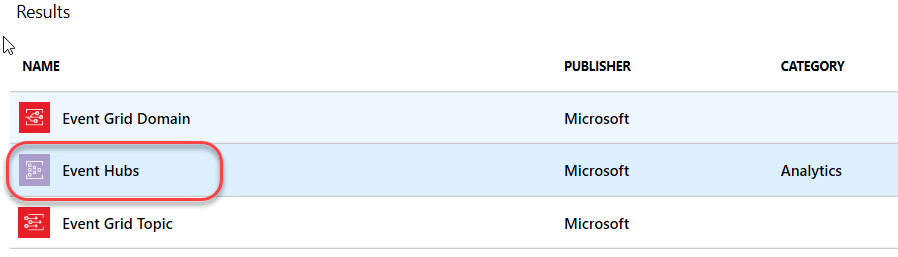 Results
NAME PUBLISHER CATEGORY
Event Grid Domain Microsoft
Event Hubs Microsoft Analytics
Event Grid Topic Microsoft